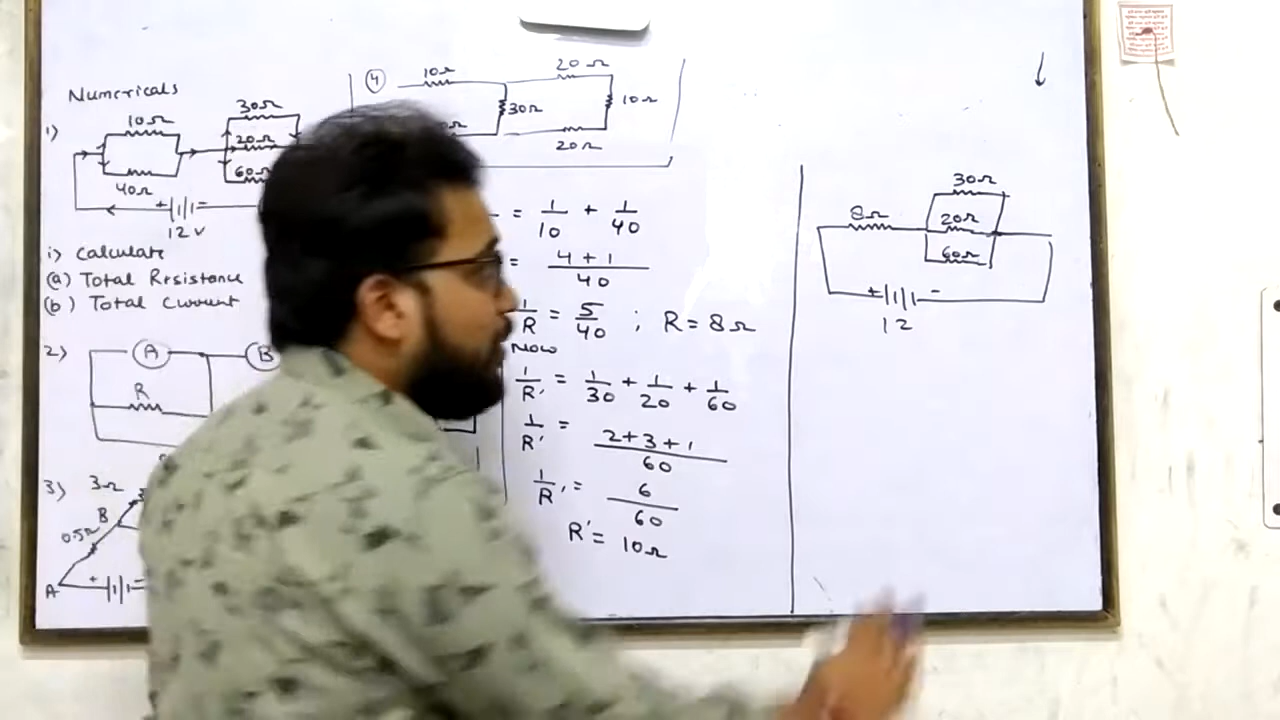 Numericals
1)
10Ω
40Ω
30Ω
20Ω
60Ω
+ -
12 V
i) Calculate
(a) Total Resistance
(b) Total Current
2)
A
B
R
3)
3Ω
B
0.5Ω
A
+
4
10Ω
20Ω
30Ω
10Ω
20Ω
= 1/10 + 1/40
= 4 + 1 / 40
1/R = 5/40 ; R = 8Ω
Now
1/R' = 1/30 + 1/20 + 1/60
1/R' = 2 + 3 + 1 / 60
1/R' = 6/60
R' = 10Ω
8Ω
30Ω
20Ω
60Ω
+ -
12